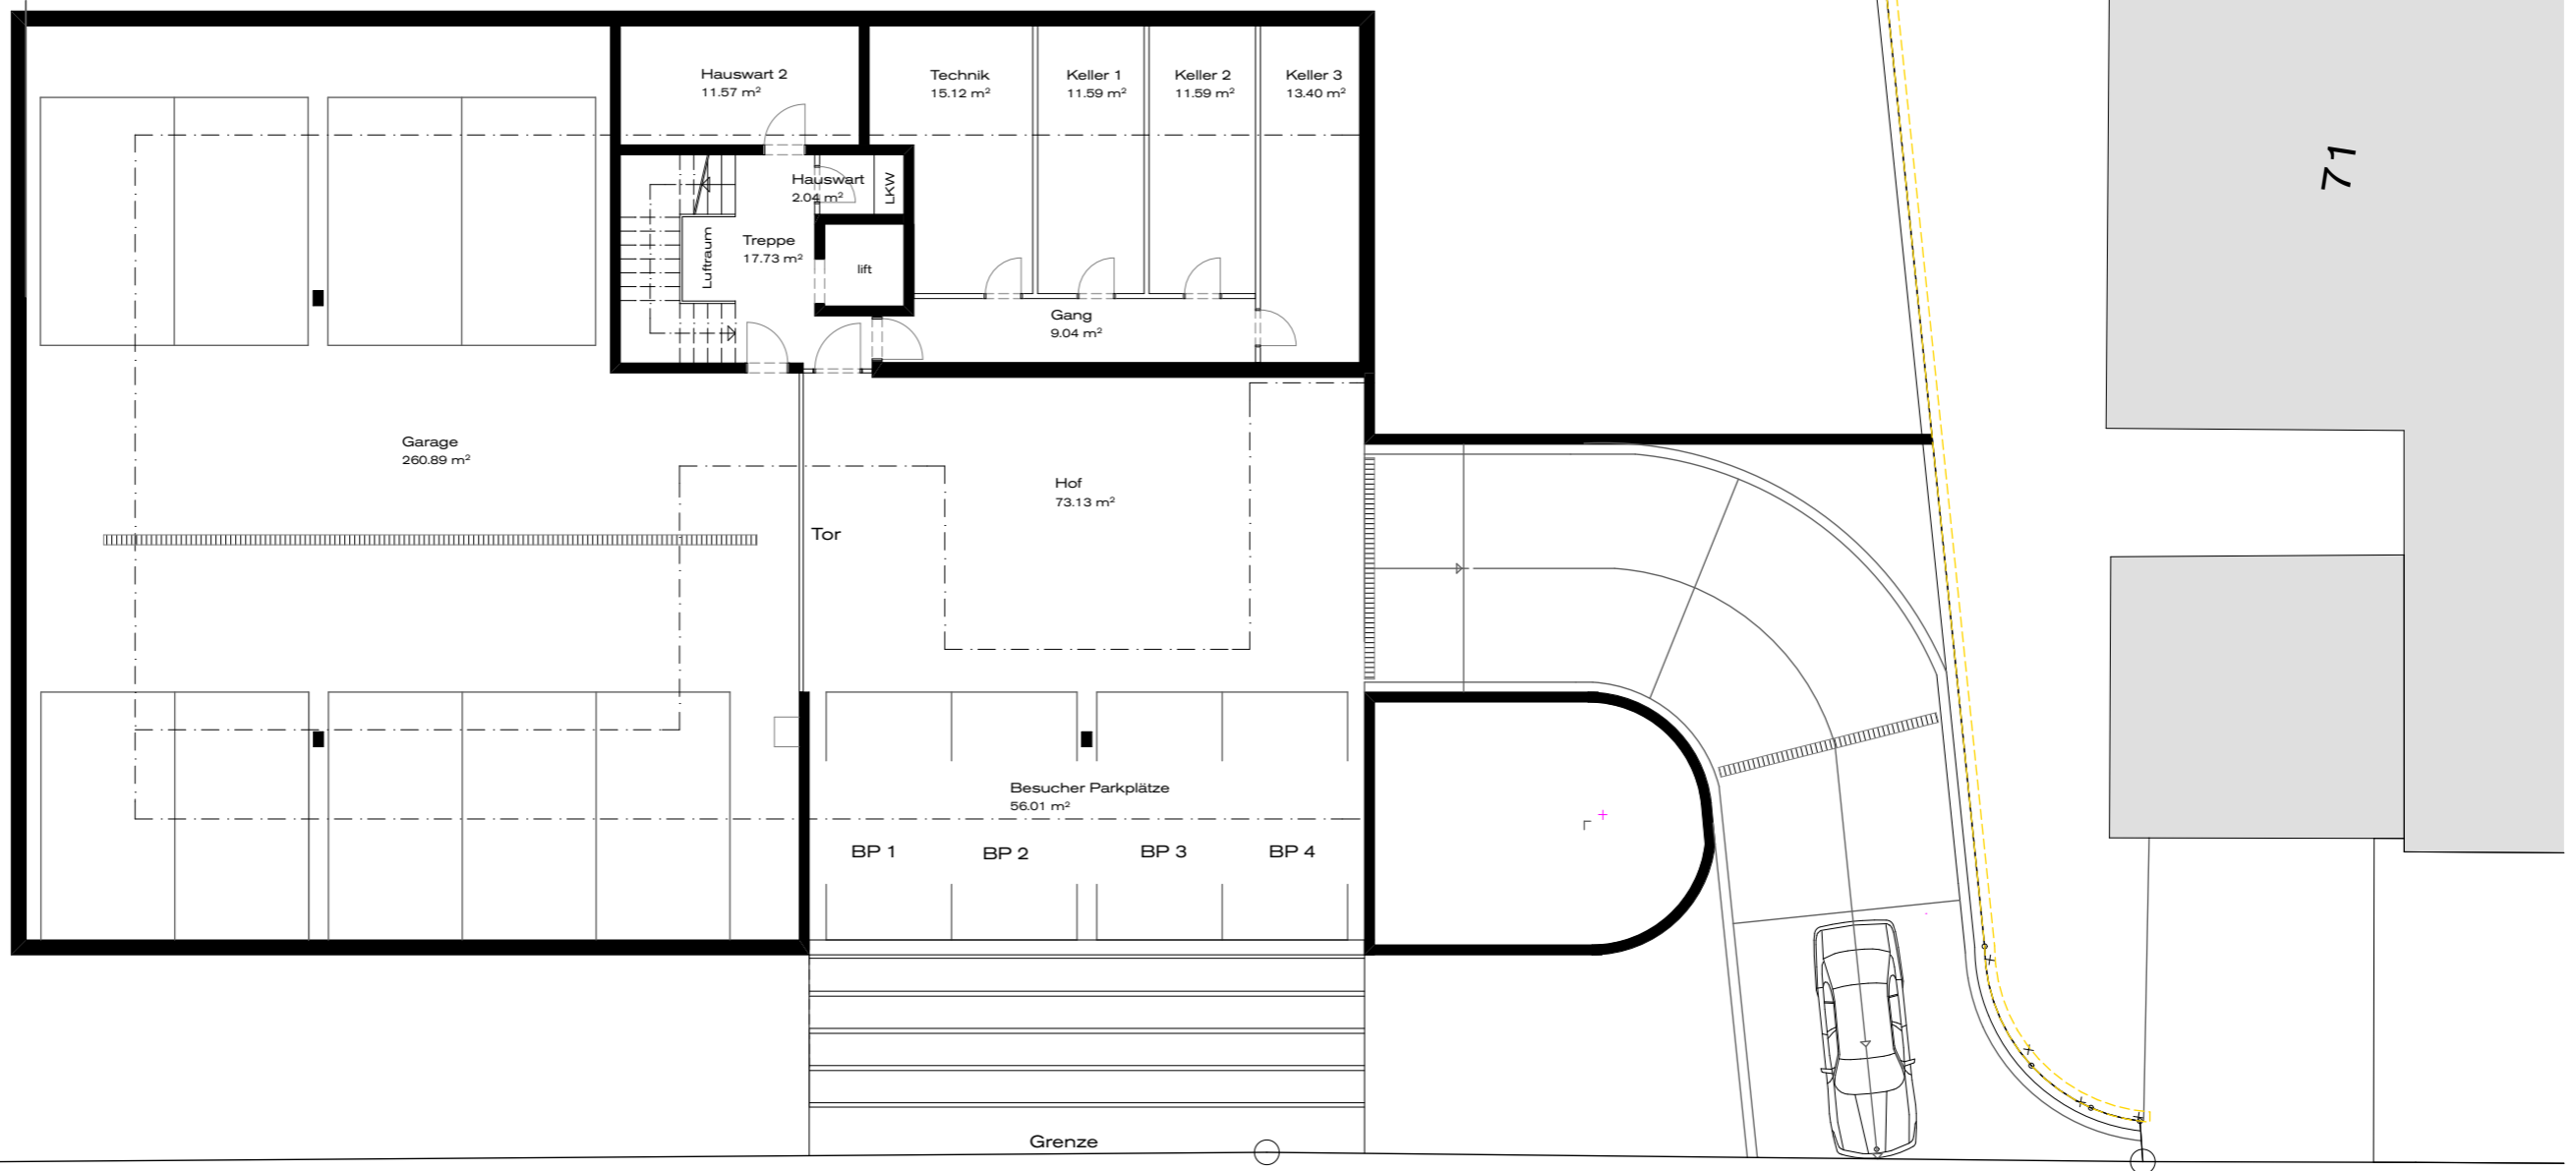 Hauswart 2
11.57 m²
Technik
15.12 m²
Keller 1
11.59 m²
Keller 2
11.59 m²
Keller 3
13.40 m²
71
Hauswart
2.04 m²
LKW
Luftraum
Treppe
17.73 m²
lift
Gang
9.04 m²
Garage
260.89 m²
Hof
73.13 m²
Tor
Besucher Parkplätze
56.01 m²
BP 1
BP 2
BP 3
BP 4
Grenze